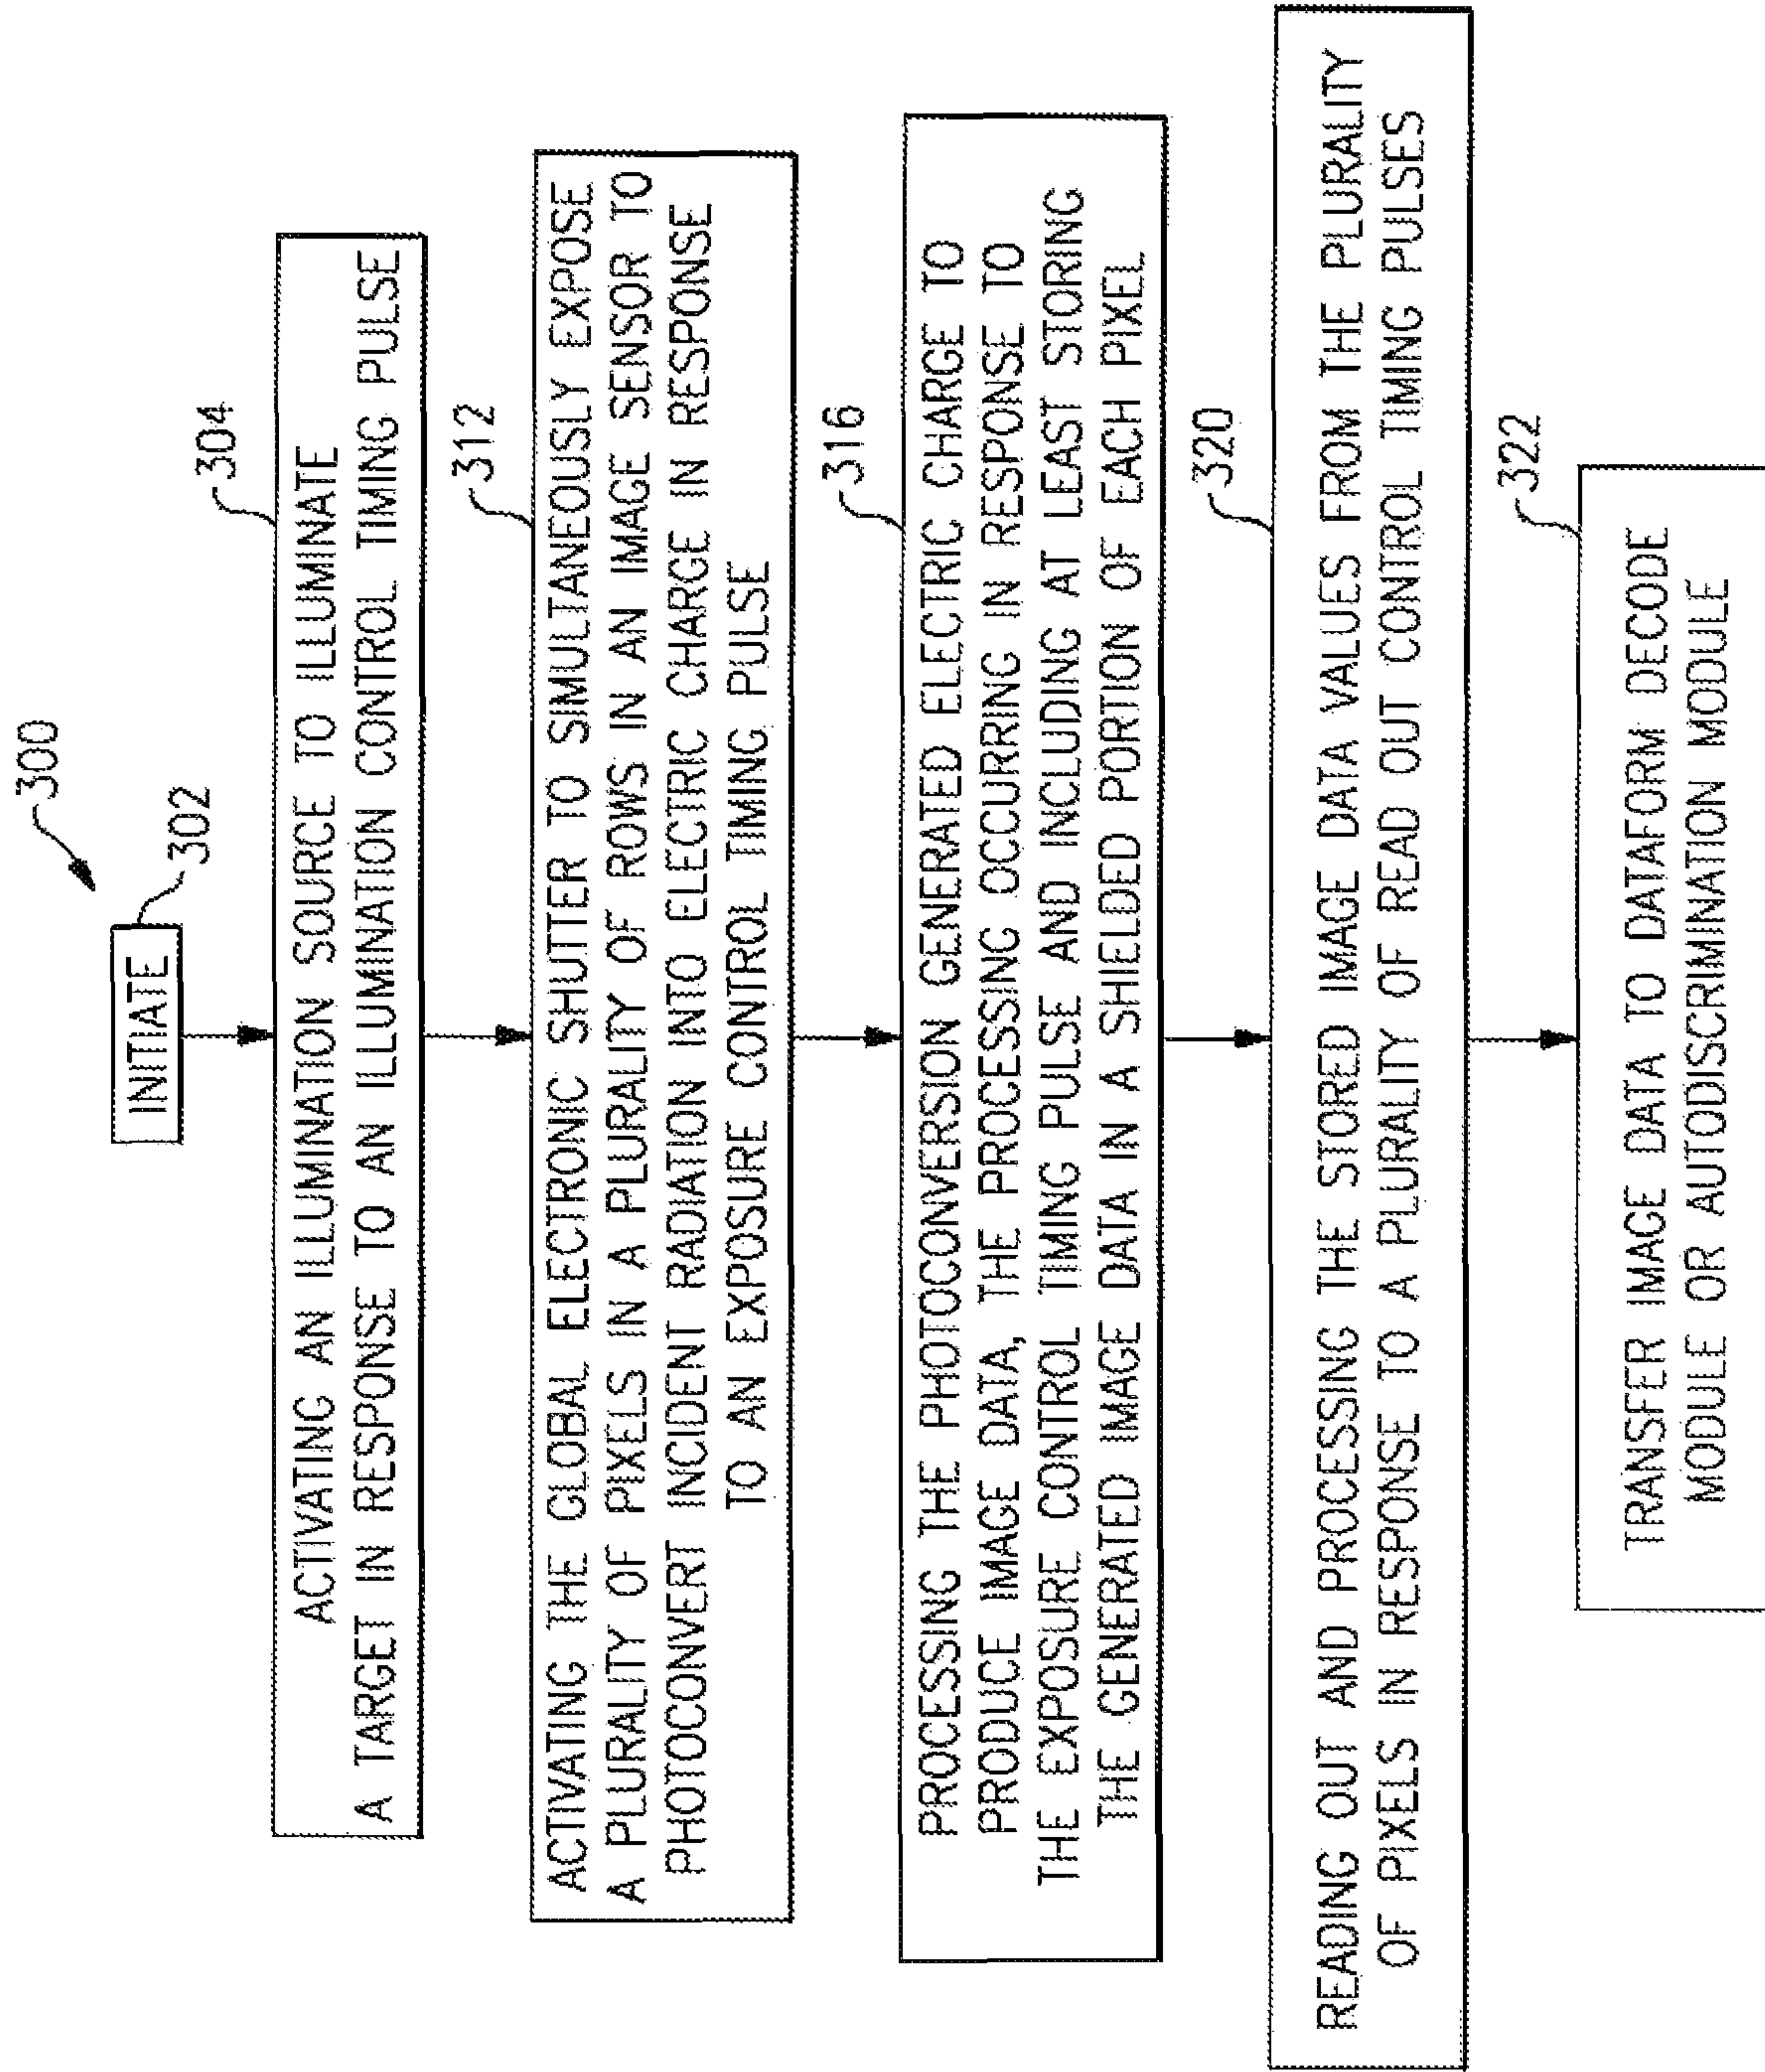 300
INITIATE
302
304
ACTIVATING AN ILLUMINATION SOURCE TO ILLUMINATE
A TARGET IN RESPONSE TO AN ILLUMINATION CONTROL TIMING PULSE
312
ACTIVATING THE GLOBAL ELECTRONIC SHUTTER TO SIMULTANEOUSLY EXPOSE
A PLURALITY OF PIXELS IN A PLURALITY OF ROWS IN AN IMAGE SENSOR TO
PHOTOCONVERT INCIDENT RADIATION INTO ELECTRIC CHARGE IN RESPONSE
TO AN EXPOSURE CONTROL TIMING PULSE
316
PROCESSING THE PHOTOCONVERSION GENERATED ELECTRIC CHARGE TO
PRODUCE IMAGE DATA, THE PROCESSING OCCURRING IN RESPONSE TO
THE EXPOSURE CONTROL TIMING PULSE AND INCLUDING AT LEAST STORING
THE GENERATED IMAGE DATA IN A SHIELDED PORTION OF EACH PIXEL
320
READING OUT AND PROCESSING THE STORED IMAGE DATA VALUES FROM THE PLURALITY
OF PIXELS IN RESPONSE TO A PLURALITY OF READ OUT CONTROL TIMING PULSES
322
TRANSFER IMAGE DATA TO DATAFORM DECODE
MODULE OR AUTODISCRIMINATION MODULE